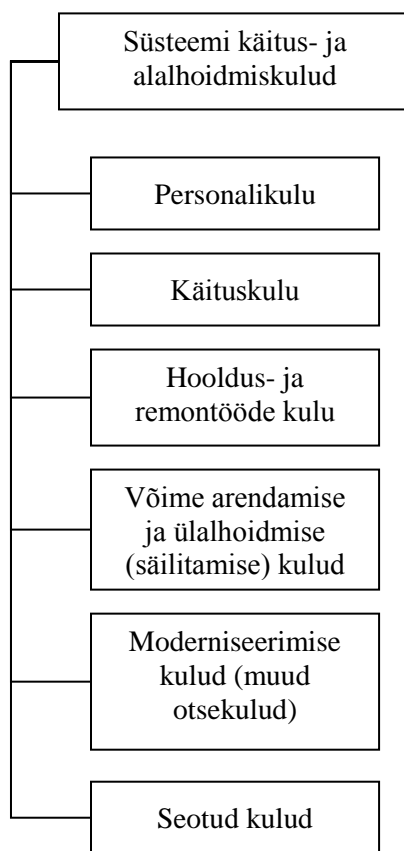 Süsteemi käitus- ja
alalhoidmiskulud
Personalikulu
Käituskulu
Hooldus- ja
remontööde kulu
Võime arendamise
ja ülalhoidmise
(säilitamise) kulud
Moderniseerimise
kulud (muud
otsekulud)
Seotud kulud